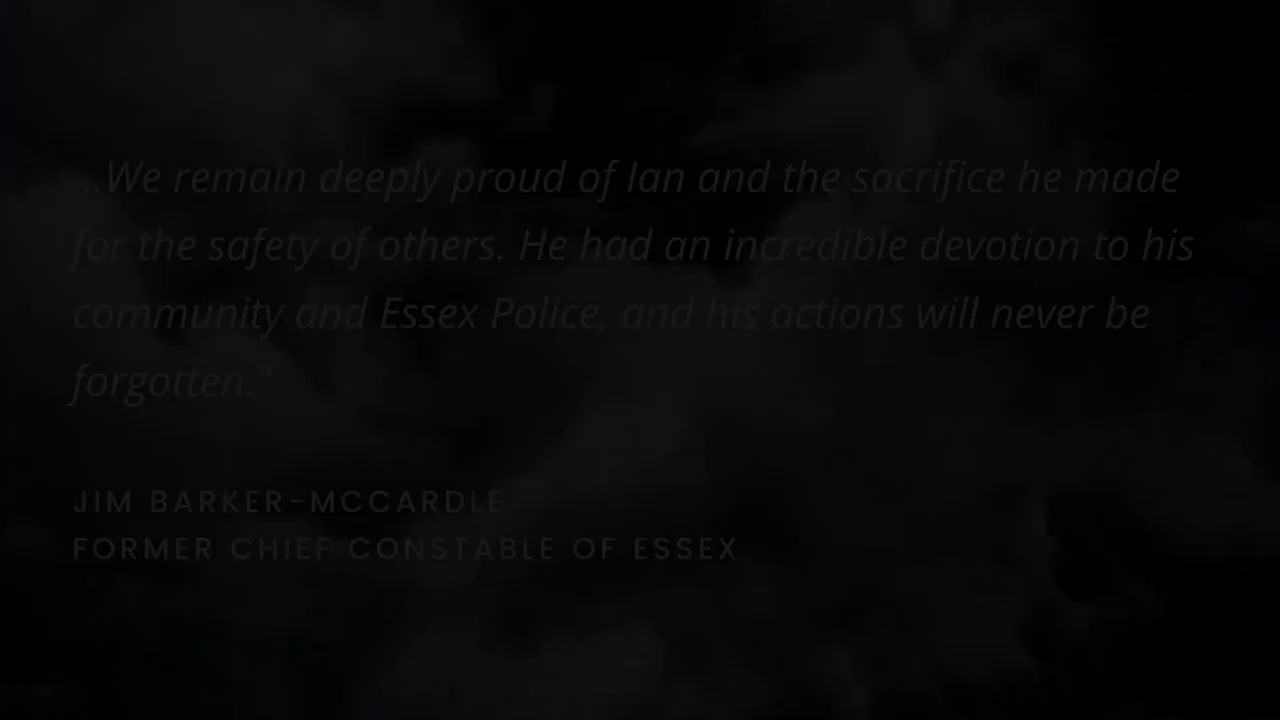 ...We remain deeply proud of Ian and the sacrifice he made
for the safety of others. He had an incredible devotion to his
community and Essex Police, and his actions will never be
forgotten."
JIM BARKER-MCCARDLE
FORMER CHIEF CONSTABLE OF ESSEX